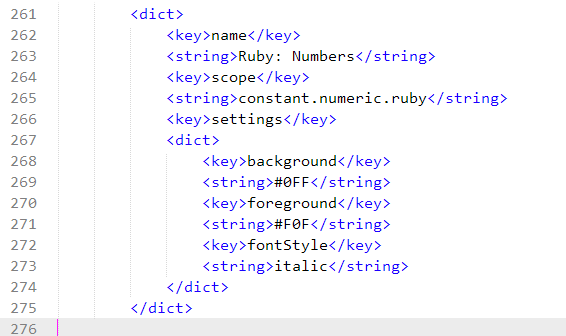 261 <dict>
262 <key>name</key>
263 <string>Ruby: Numbers</string>
264 <key>scope</key>
265 <string>constant.numeric.ruby</string>
266 <key>settings</key>
267 <dict>
268 <key>background</key>
269 <string>#0FF</string>
270 <key>foreground</key>
271 <string>#F0F</string>
272 <key>fontStyle</key>
273 <string>italic</string>
274 </dict>
275 </dict>
276